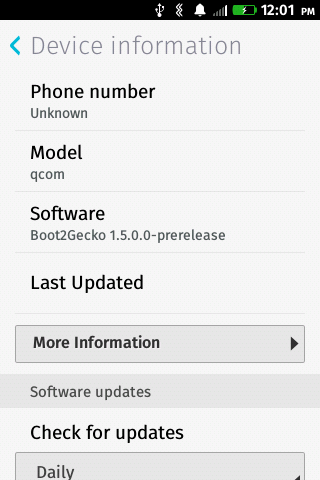 12:01 PM
Device information
Phone number
Unknown
Model
qcom
Software
Boot2Gecko 1.5.0.0-prerelease
Last Updated
More Information
Software updates
Check for updates
Daily